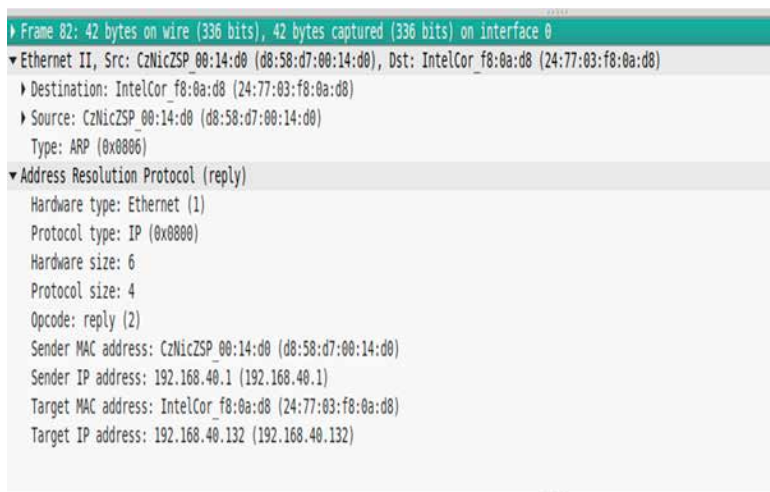 Frame 82: 42 bytes on wire (336 bits), 42 bytes captured (336 bits) on interface 0
Ethernet II, Src: CzNicZSP_00:14:d0 (d8:58:d7:00:14:d0), Dst: IntelCor_f8:0a:d8 (24:77:03:f8:0a:d8)
Destination: IntelCor_f8:0a:d8 (24:77:03:f8:0a:d8)
Source: CzNicZSP_00:14:d0 (d8:58:d7:00:14:d0)
Type: ARP (0x0806)
Address Resolution Protocol (reply)
Hardware type: Ethernet (1)
Protocol type: IP (0x0800)
Hardware size: 6
Protocol size: 4
Opcode: reply (2)
Sender MAC address: CzNicZSP_00:14:d0 (d8:58:d7:00:14:d0)
Sender IP address: 192.168.40.1 (192.168.40.1)
Target MAC address: IntelCor_f8:0a:d8 (24:77:03:f8:0a:d8)
Target IP address: 192.168.40.132 (192.168.40.132)